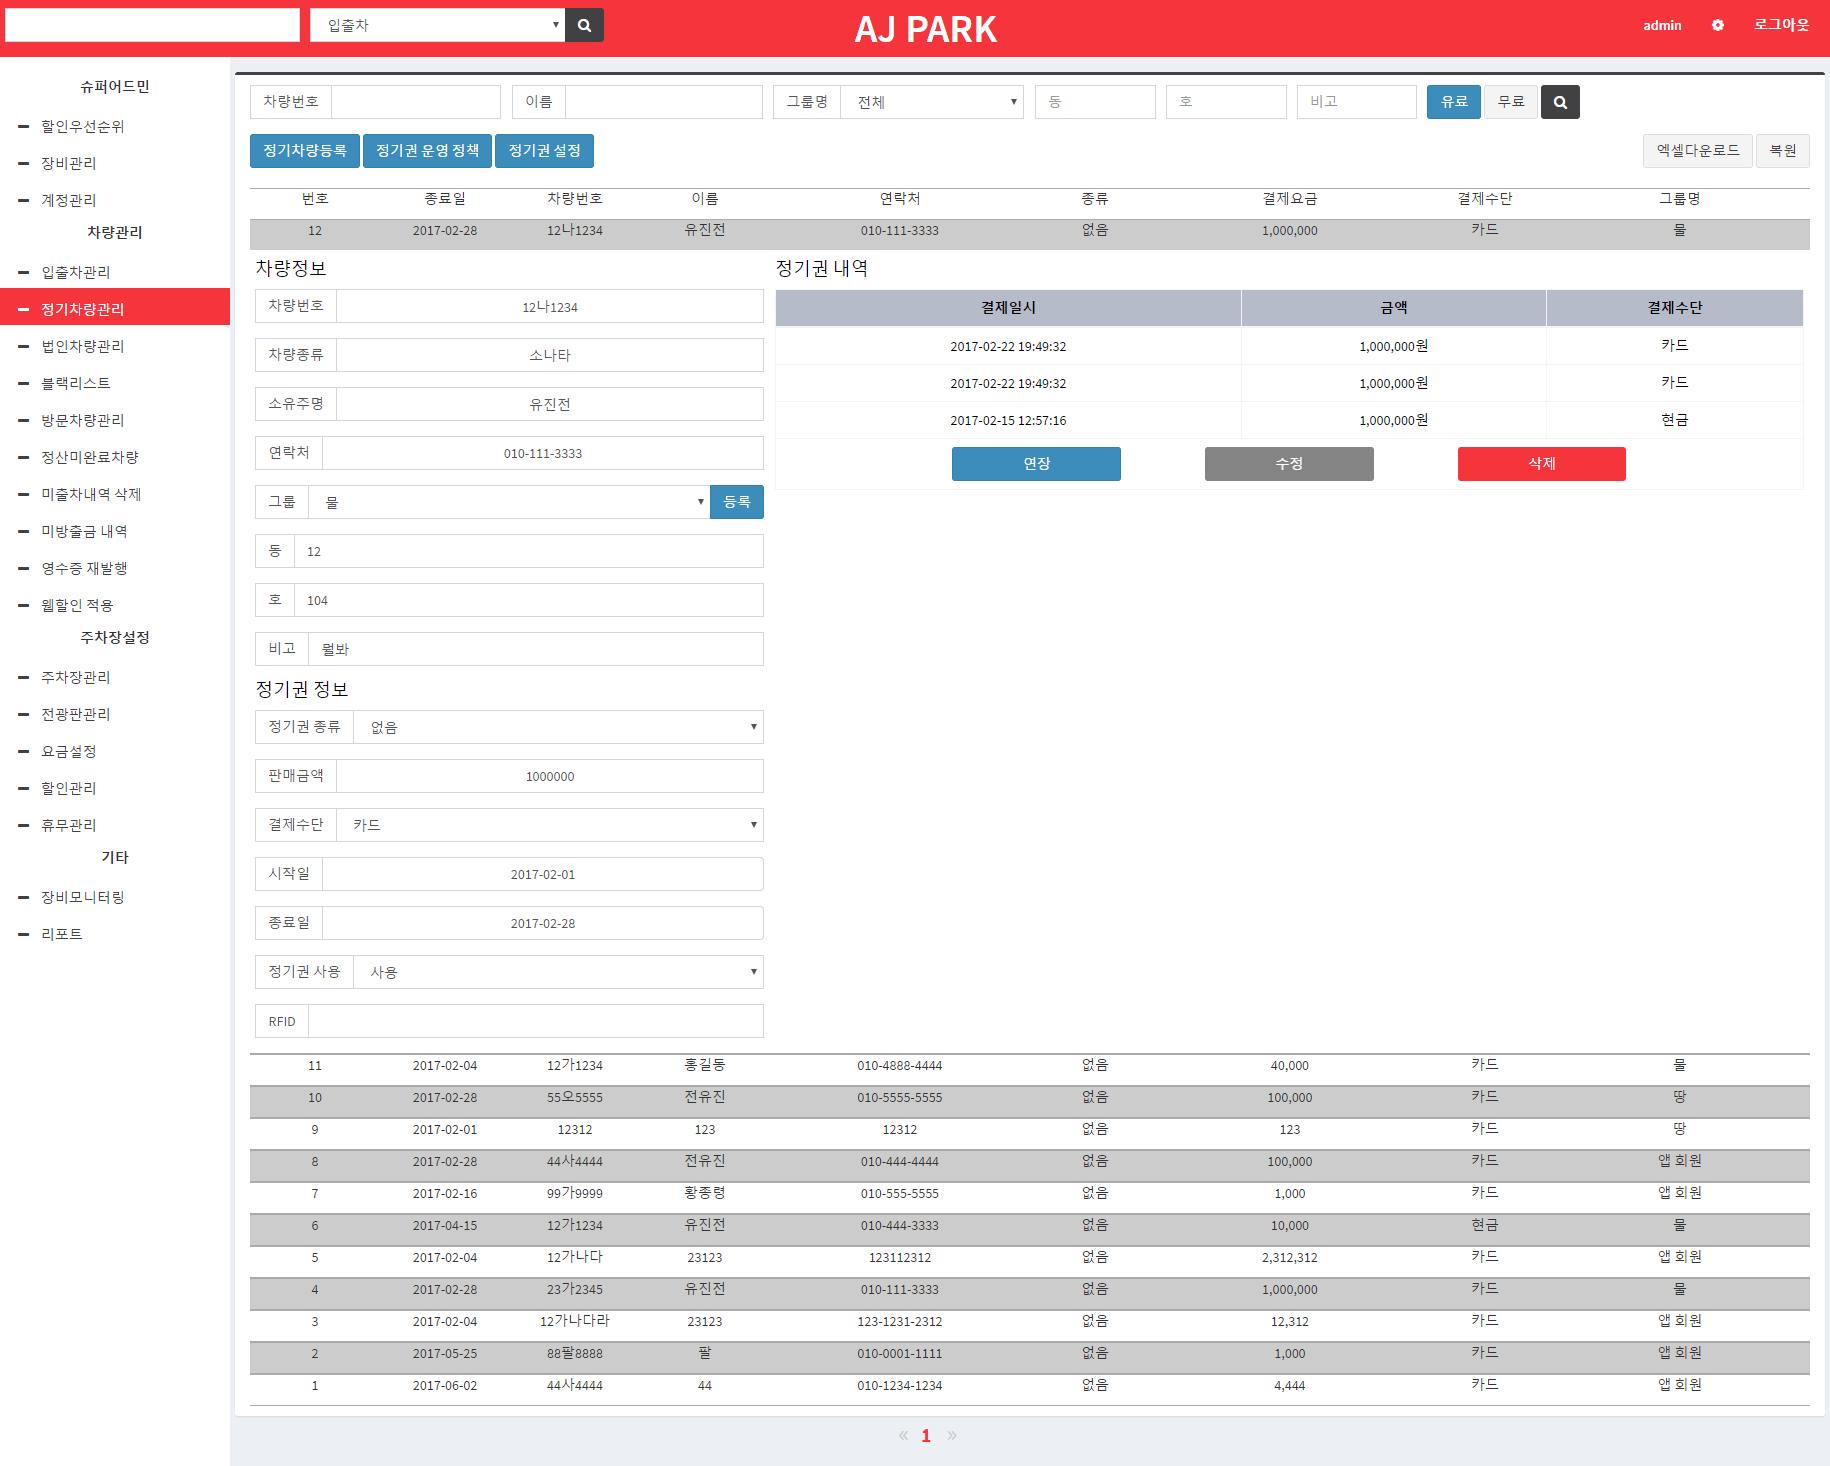 입출차
AJ PARK
admin 로그아웃
슈퍼어드민
할인우선순위
장비관리
계정관리
차량관리
입출차관리
정기차량관리
법인차량관리
블랙리스트
방문차량관리
정산미완료차량
미출차내역 삭제
미방출금 내역
영수증 재발행
웹할인 적용
주차장설정
주차장관리
전광판관리
요금설정
할인관리
휴무관리
기타
장비모니터링
리포트
차량번호 이름 그룹명 전체 동 호 비고 유료 무료
정기차량등록 정기권 운영 정책 정기권 설정 엑셀다운로드 복원
번호 종료일 차량번호 이름 연락처 종류 결제요금 결제수단 그룹명
12 2017-02-28 12나1234 유진전 010-111-3333 없음 1,000,000 카드 물
차량정보
차량번호 12나1234
차량종류 소나타
소유주명 유진전
연락처 010-111-3333
그룹 물 등록
동 12
호 104
비고 뭘봐
정기권 정보
정기권 종류 없음
판매금액 1000000
결제수단 카드
시작일 2017-02-01
종료일 2017-02-28
정기권 사용 사용
RFID
정기권 내역
결제일시 금액 결제수단
2017-02-22 19:49:32 1,000,000원 카드
2017-02-22 19:49:32 1,000,000원 카드
2017-02-15 12:57:16 1,000,000원 현금
연장 수정 삭제
11 2017-02-04 12가1234 홍길동 010-4888-4444 없음 40,000 카드 물
10 2017-02-28 55오5555 전유진 010-5555-5555 없음 100,000 카드 땅
9 2017-02-01 12312 123 12312 없음 123 카드 땅
8 2017-02-28 44사4444 전유진 010-444-4444 없음 100,000 카드 앱 회원
7 2017-02-16 99가9999 황종령 010-555-5555 없음 1,000 카드 앱 회원
6 2017-04-15 12가1234 유진전 010-444-3333 없음 10,000 현금 물
5 2017-02-04 12가나다 23123 123112312 없음 2,312,312 카드 앱 회원
4 2017-02-28 23가2345 유진전 010-111-3333 없음 1,000,000 카드 물
3 2017-02-04 12가나다라 23123 123-1231-2312 없음 12,312 카드 앱 회원
2 2017-05-25 88팔8888 팔 010-0001-1111 없음 1,000 카드 앱 회원
1 2017-06-02 44사4444 44 010-1234-1234 없음 4,444 카드 앱 회원
« 1 »